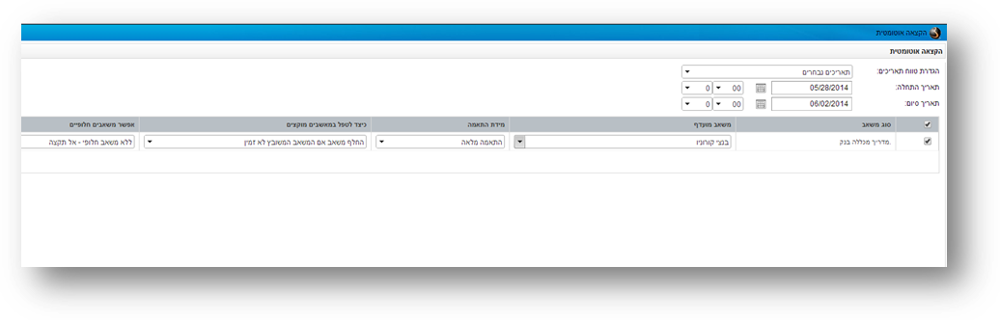 הקצאה אוטומטית
הקצאה אוטומטית
הגדרת טווח תאריכים: תאריכים נבחרים
תאריך התחלה: 05/28/2014 00 0
תאריך סיום: 06/02/2014 00 0
סוג משאב משאב מועדף מידת התאמה כיצד לטפל במאשבים מוקצים אפשר משאבים חלופיים
מדריך מכללה בנק. בנצי קורוניו התאמה מלאה החלף משאב אם המשאב המשובץ לא זמין ללא משאב חלופי - אל תקצה